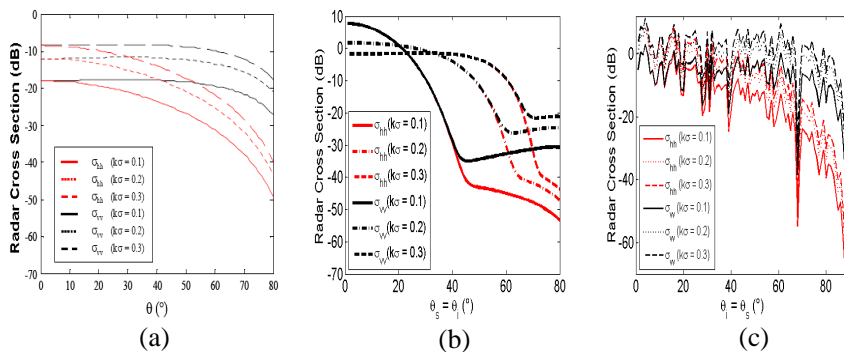 Radar Cross Section (dB)
0
-10
-20
-30
-40
-50
-60
-70
0 10 20 30 40 50 60 70 80
θ (°)
σhh (kσ = 0.1)
σhh (kσ = 0.2)
σhh (kσ = 0.3)
σvv (kσ = 0.1)
σvv (kσ = 0.2)
σvv (kσ = 0.3)
(a)
Radar Cross Section (dB)
10
0
-10
-20
-30
-40
-50
-60
-70
0 20 40 60 80
θS = θI (°)
σhh (kσ = 0.1)
σhh (kσ = 0.2)
σhh (kσ = 0.3)
σVV (kσ = 0.1)
σVV (kσ = 0.2)
σVV (kσ = 0.3)
(b)
Radar Cross Section (dB)
0
-20
-40
-60
0 20 40 60 80
θI = θS (°)
σhh (kσ = 0.1)
σhh (kσ = 0.2)
σhh (kσ = 0.3)
σVV (kσ = 0.1)
σVV (kσ = 0.2)
σVV (kσ = 0.3)
(c)